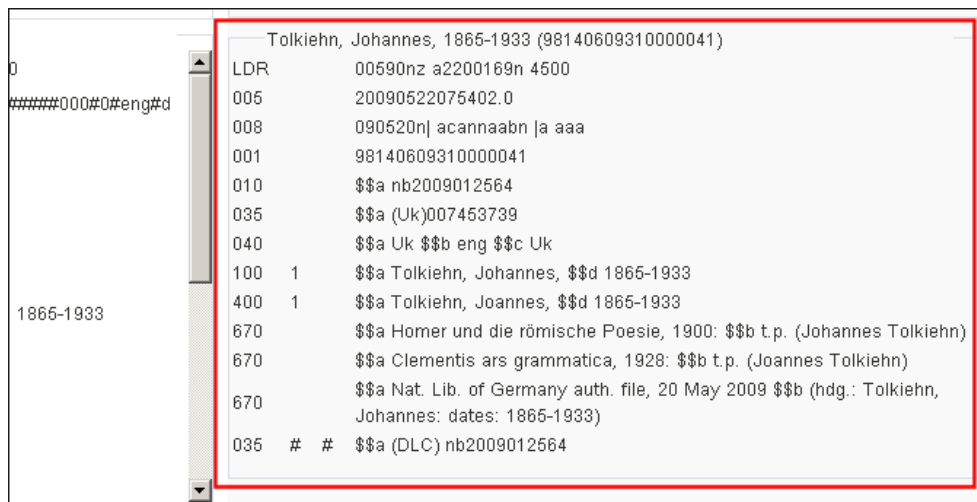 0
#####000#0#eng#d
1865-1933
Tolkiehn, Johannes, 1865-1933 (98140609310000041)
LDR 00590nz a2200169n 4500
005 20090522075402.0
008 090520n| acannaabn |a aaa
001 98140609310000041
010 $$a nb2009012564
035 $$a (Uk)007453739
040 $$a Uk $$b eng $$c Uk
100 1 $$a Tolkiehn, Johannes, $$d 1865-1933
400 1 $$a Tolkiehn, Joannes, $$d 1865-1933
670 $$a Homer und die römische Poesie, 1900: $$b t.p. (Johannes Tolkiehn)
670 $$a Clementis ars grammatica, 1928: $$b t.p. (Joannes Tolkiehn)
670 $$a Nat. Lib. of Germany auth. file, 20 May 2009 $$b (hdg.: Tolkiehn,
Johannes: dates: 1865-1933)
035 # # $$a (DLC) nb2009012564